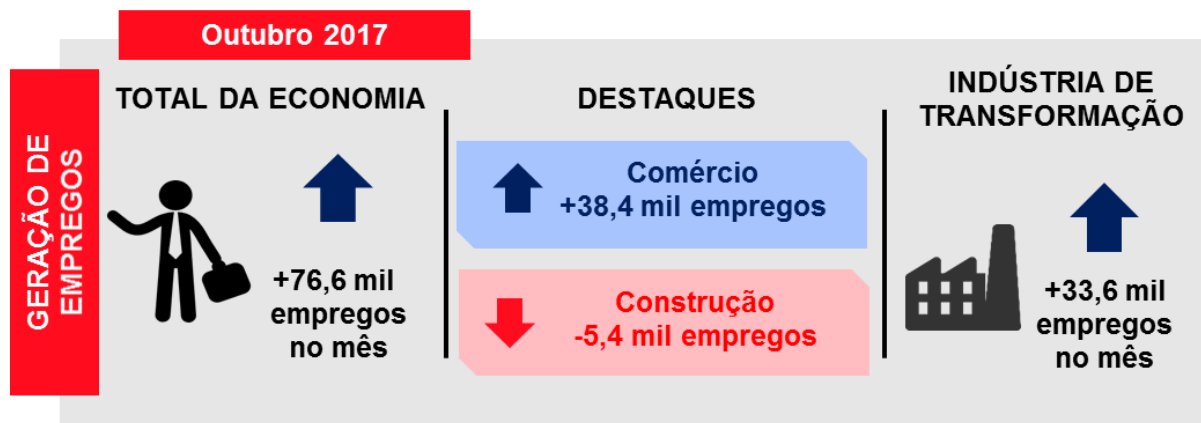 Outubro 2017
GERAÇÃO DE
EMPREGOS
TOTAL DA ECONOMIA
+76,6 mil
empregos
no mês
DESTAQUES
Comércio
+38,4 mil empregos
Construção
-5,4 mil empregos
INDÚSTRIA DE
TRANSFORMAÇÃO
+33,6 mil
empregos
no mês